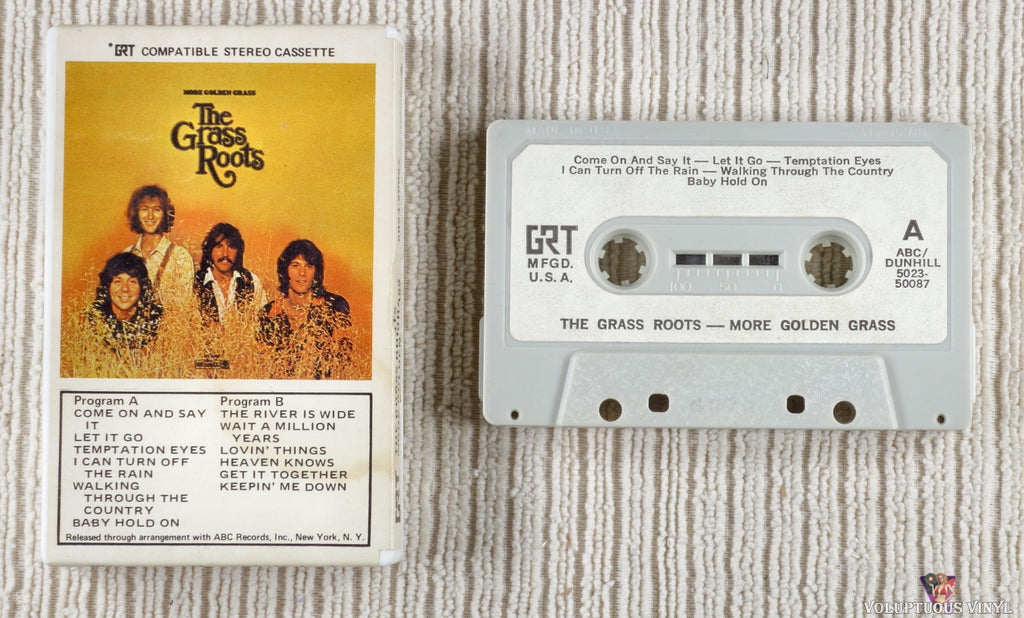 GRT COMPATIBLE STEREO CASSETTE
MORE GOLDEN GRASS
The
Grass
Roots
Program A
COME ON AND SAY
IT
LET IT GO
TEMPTATION EYES
I CAN TURN OFF
THE RAIN
WALKING
THROUGH THE
COUNTRY
BABY HOLD ON
Program B
THE RIVER IS WIDE
WAIT A MILLION
YEARS
LOVIN' THINGS
HEAVEN KNOWS
GET IT TOGETHER
KEEPIN' ME DOWN
Released through arrangement with ABC Records, Inc., New York, N. Y.
MADE IN U.S.A.
Come On And Say It — Let It Go — Temptation Eyes
I Can Turn Off The Rain — Walking Through The Country
Baby Hold On
GRT
MFGD.
U.S.A.
100 50 0
A
ABC/
DUNHILL
5023-
50087
THE GRASS ROOTS — MORE GOLDEN GRASS
VOLUPTUOUS VINYL